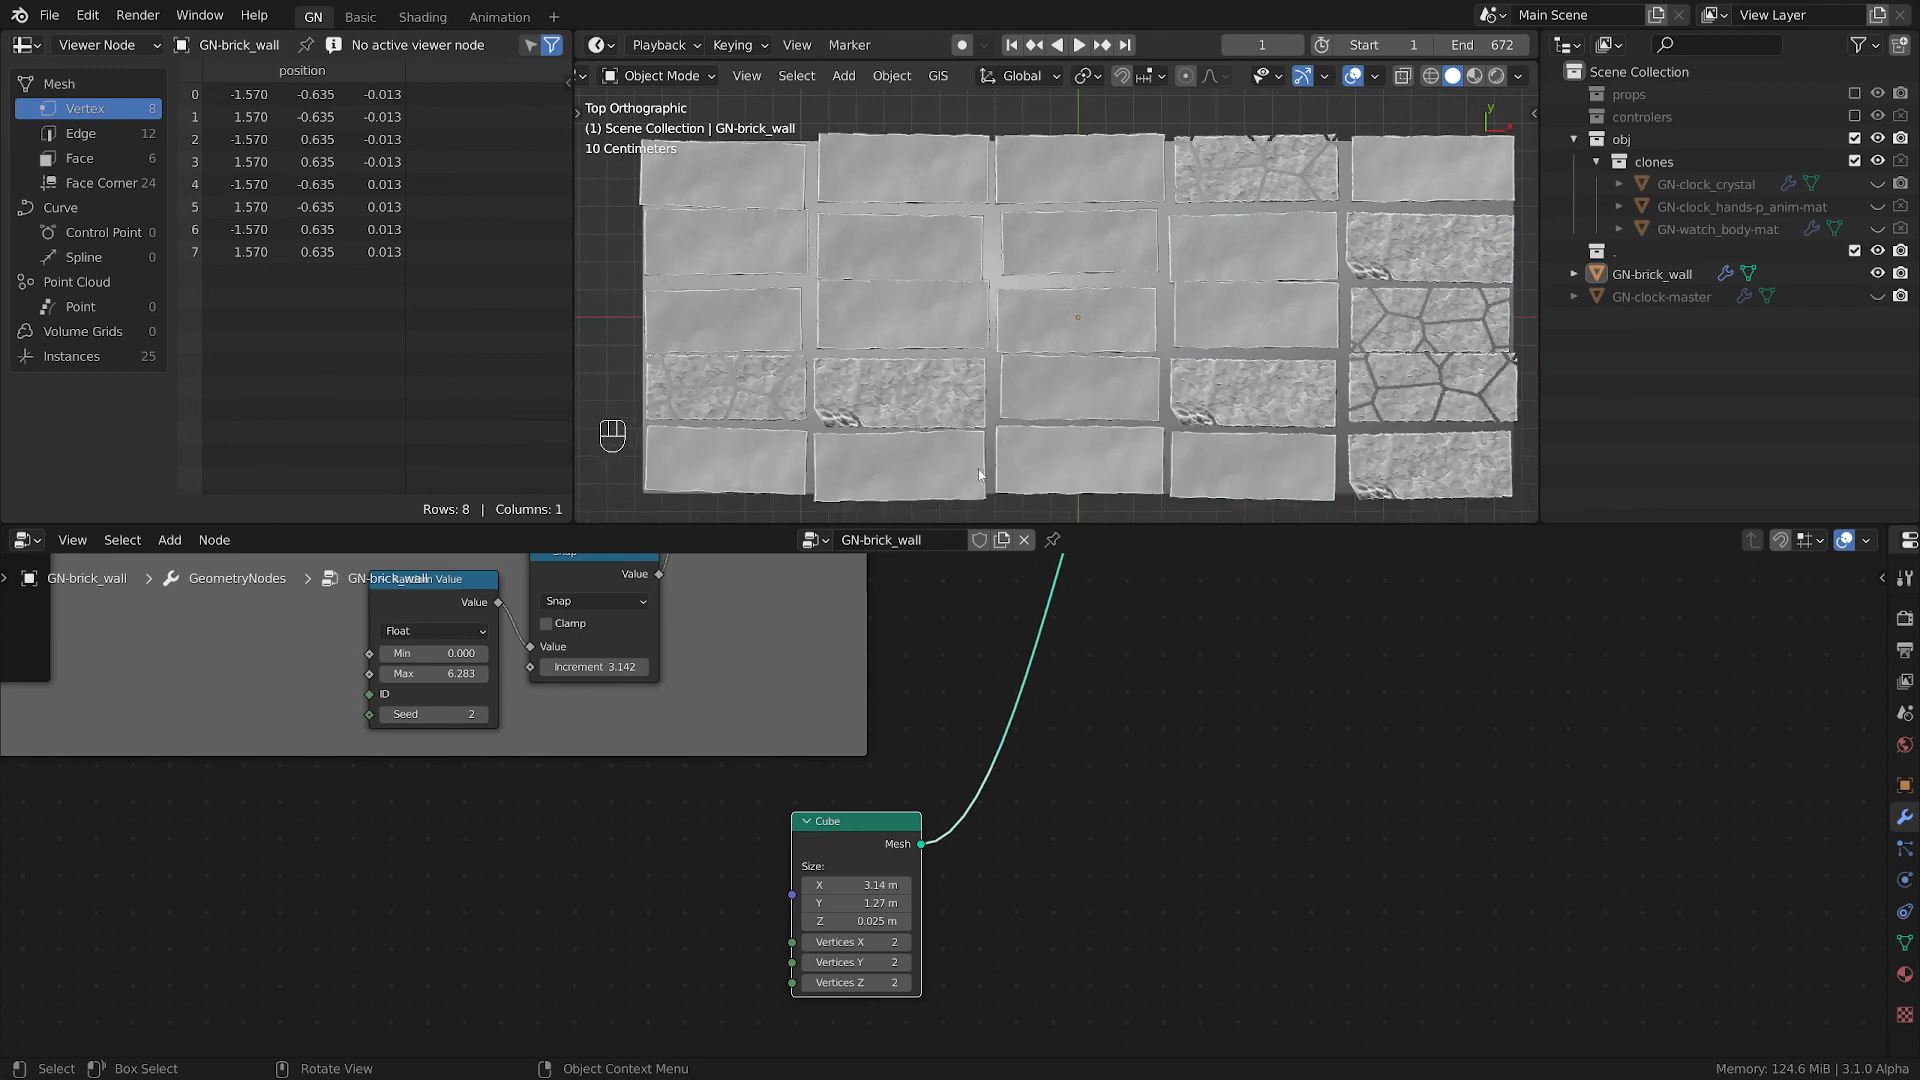 File Edit Render Window Help GN Basic Shading Animation + Main Scene View Layer
Viewer Node GN-brick_wall No active viewer node
Playback Keying View Marker 1 Start 1 End 672
Object Mode View Select Add Object GIS Global
position
Mesh
Vertex 8
Edge 12
Face 6
Face Corner 24
Curve
Control Point 0
Spline 0
Point Cloud
Point 0
Volume Grids 0
Instances 25
0 -1.570 -0.635 -0.013
1 1.570 -0.635 -0.013
2 -1.570 0.635 -0.013
3 1.570 0.635 -0.013
4 -1.570 -0.635 0.013
5 1.570 -0.635 0.013
6 -1.570 0.635 0.013
7 1.570 0.635 0.013
Rows: 8 | Columns: 1
Top Orthographic
(1) Scene Collection | GN-brick_wall
10 Centimeters
y
x
Scene Collection
props
controlers
obj
clones
GN-clock_crystal
GN-clock_hands-p_anim-mat
GN-watch_body-mat
.
GN-brick_wall
GN-clock-master
View Select Add Node GN-brick_wall
GN-brick_wall GeometryNodes GN-brick_wall
Value
Value
Float
Min 0.000
Max 6.283
ID
Seed 2
Value
Snap
Clamp
Value
Increment 3.142
Cube
Mesh
Size:
X 3.14 m
Y 1.27 m
Z 0.025 m
Vertices X 2
Vertices Y 2
Vertices Z 2
Select Box Select Rotate View Object Context Menu Memory: 124.6 MiB | 3.1.0 Alpha